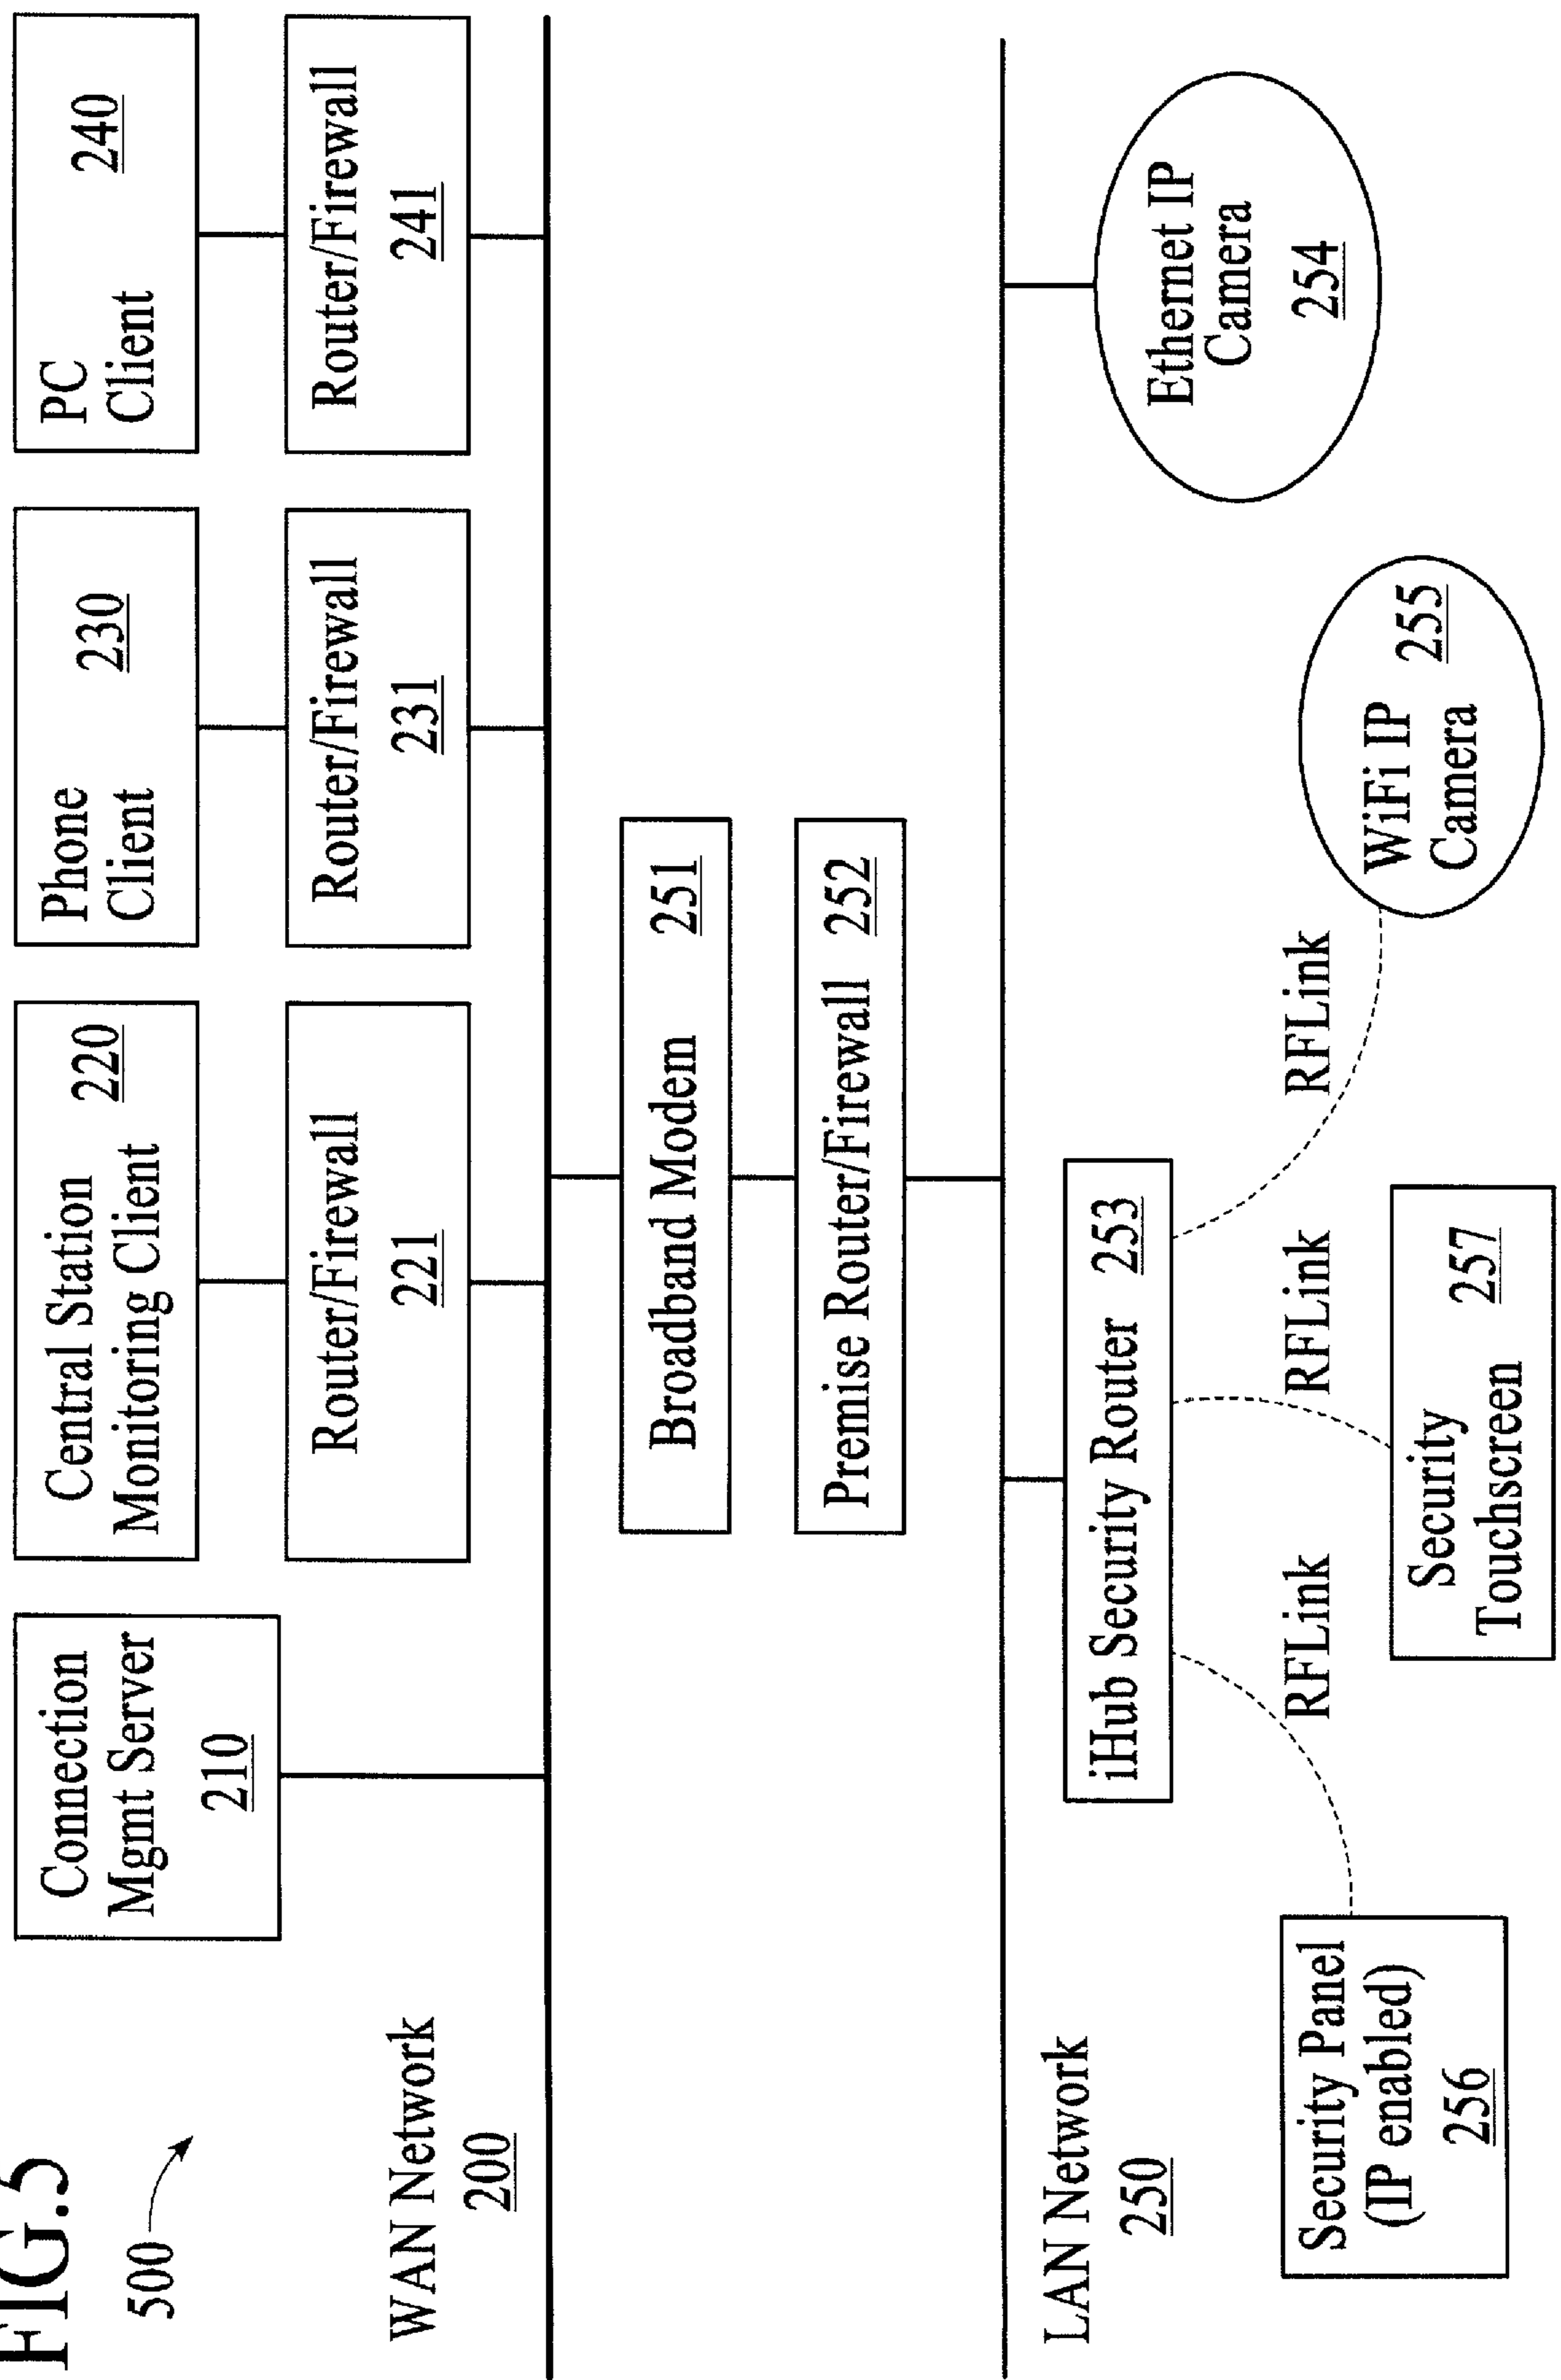 FIG.5
500
Connection
Mgmt Server
210
Central Station
220
Monitoring Client
Phone
230
Client
PC
240
Client
Router/Firewall
221
Router/Firewall
231
Router/Firewall
241
WAN Network
200
Broadband Modem 251
Premise Router/Firewall 252
LAN Network
250
iHub Security Router 253
Ethernet IP
Camera
254
RFLink
RFLink
RFLink
Security Panel
(IP enabled)
256
Security
257
Touchscreen
WiFi IP
255
Camera